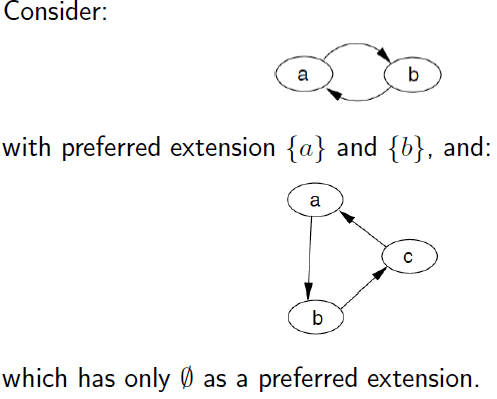 Consider:
a
b
with preferred extension {a} and {b}, and:
a
c
b
which has only ∅ as a preferred extension.